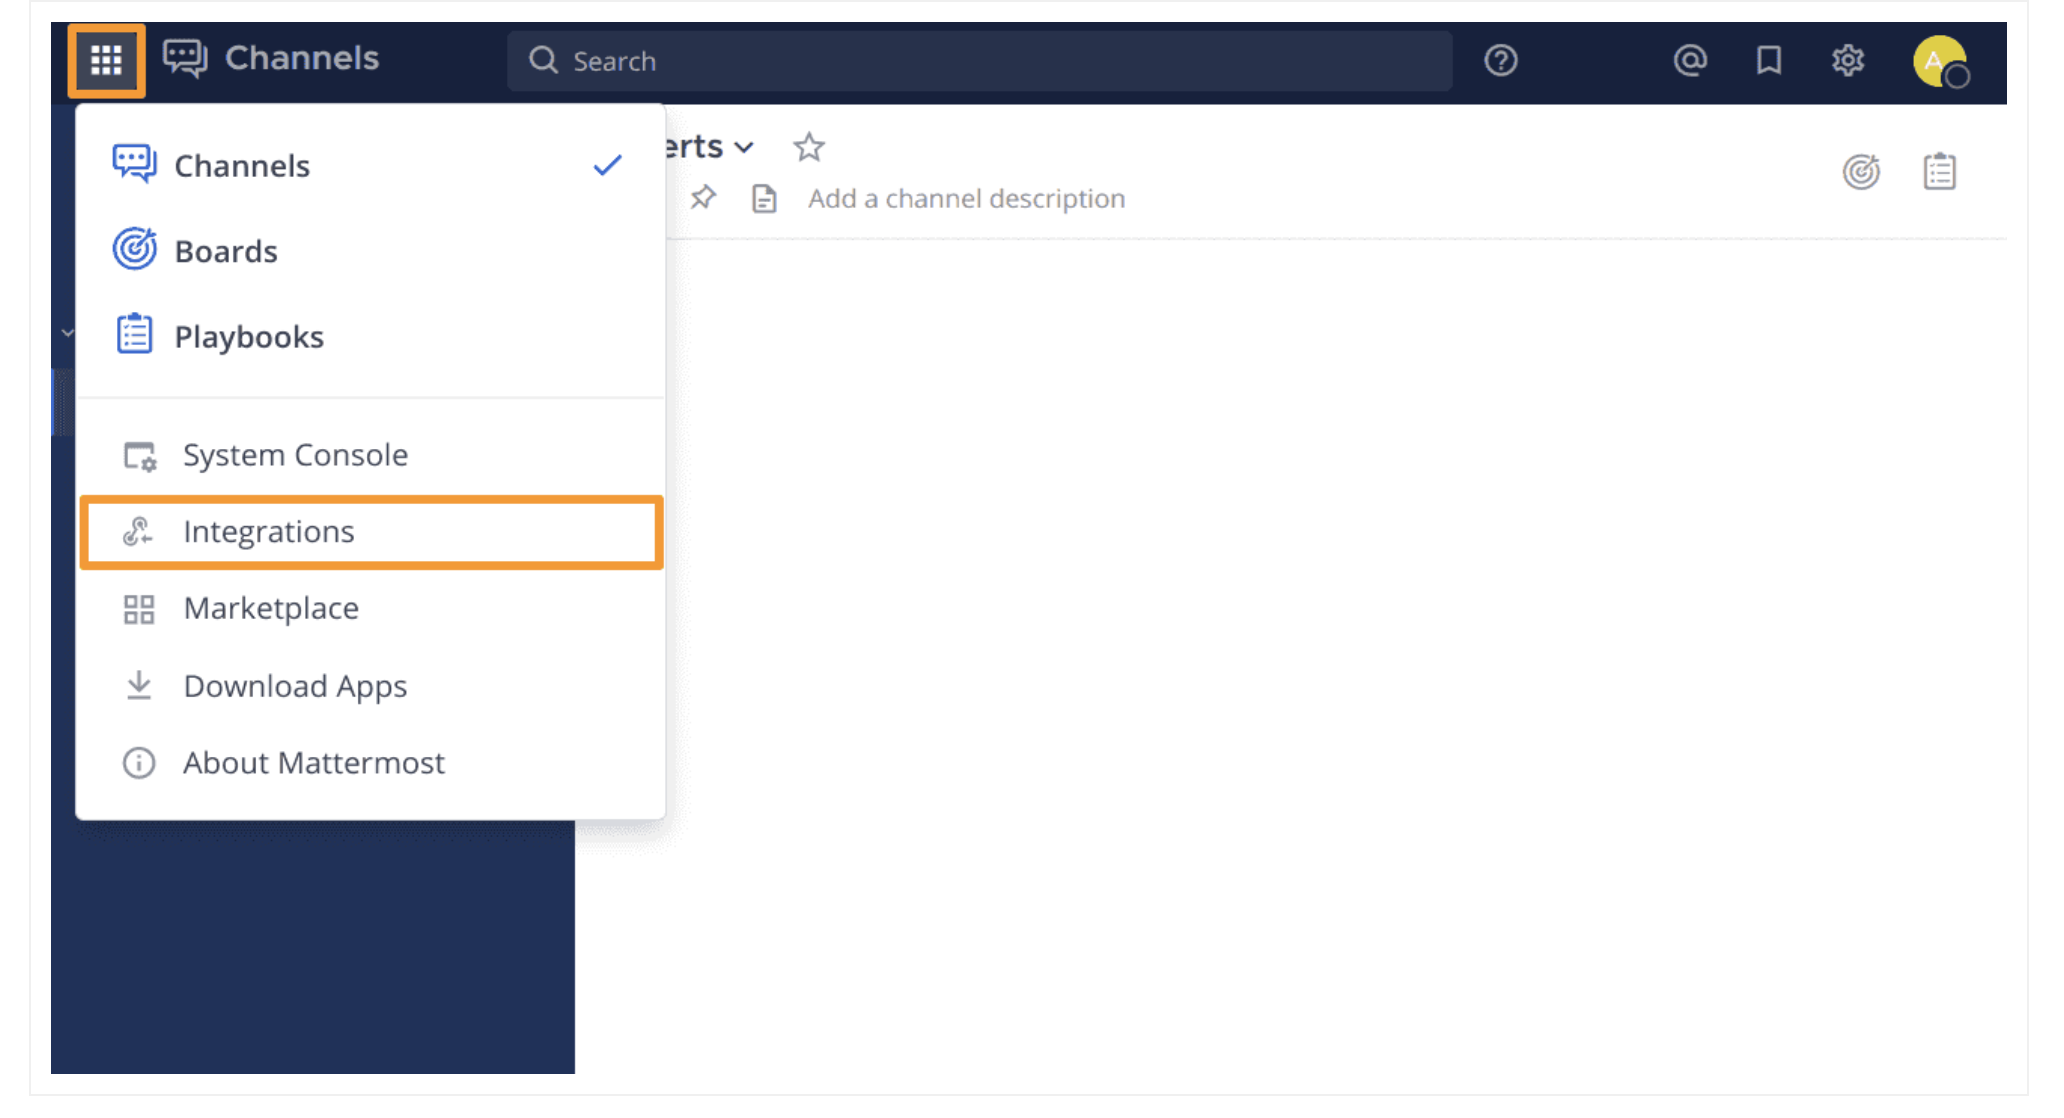 Channels
Search
A
Channels
erts
Add a channel description
Boards
Playbooks
System Console
Integrations
Marketplace
Download Apps
About Mattermost